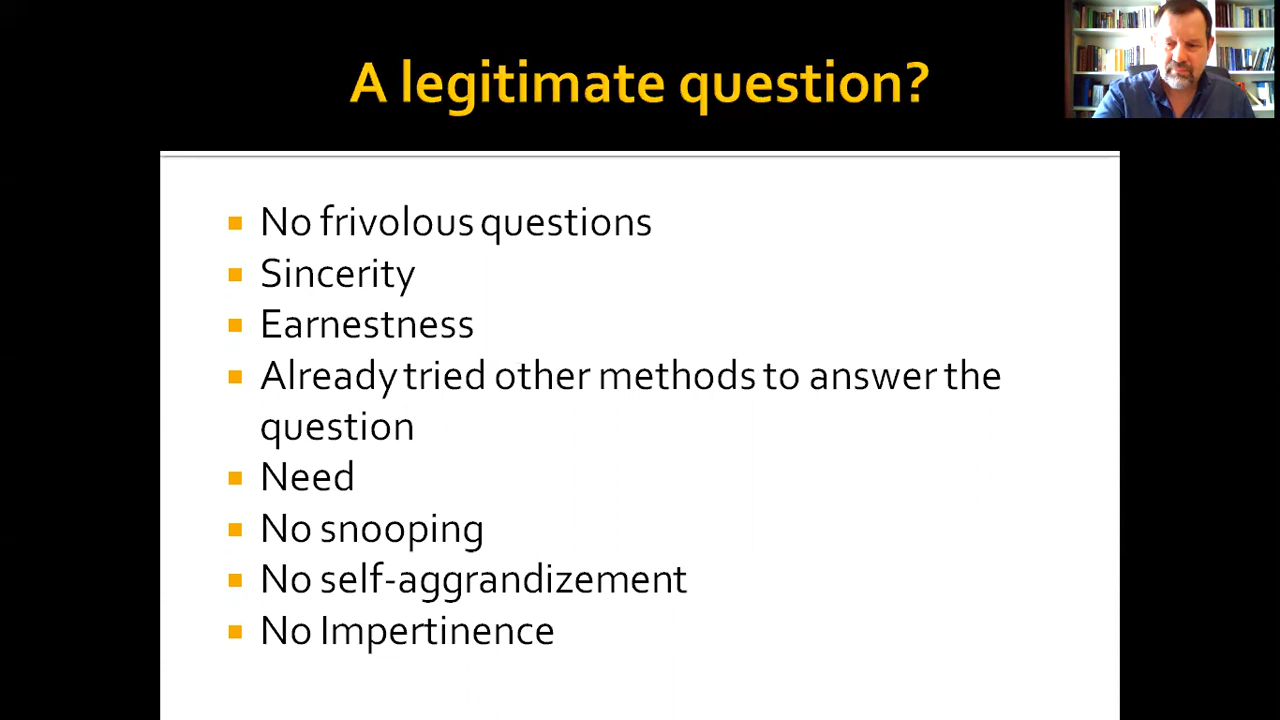 A legitimate question?
No frivolous questions
Sincerity
Earnestness
Already tried other methods to answer the
question
Need
No snooping
No self-aggrandizement
No Impertinence